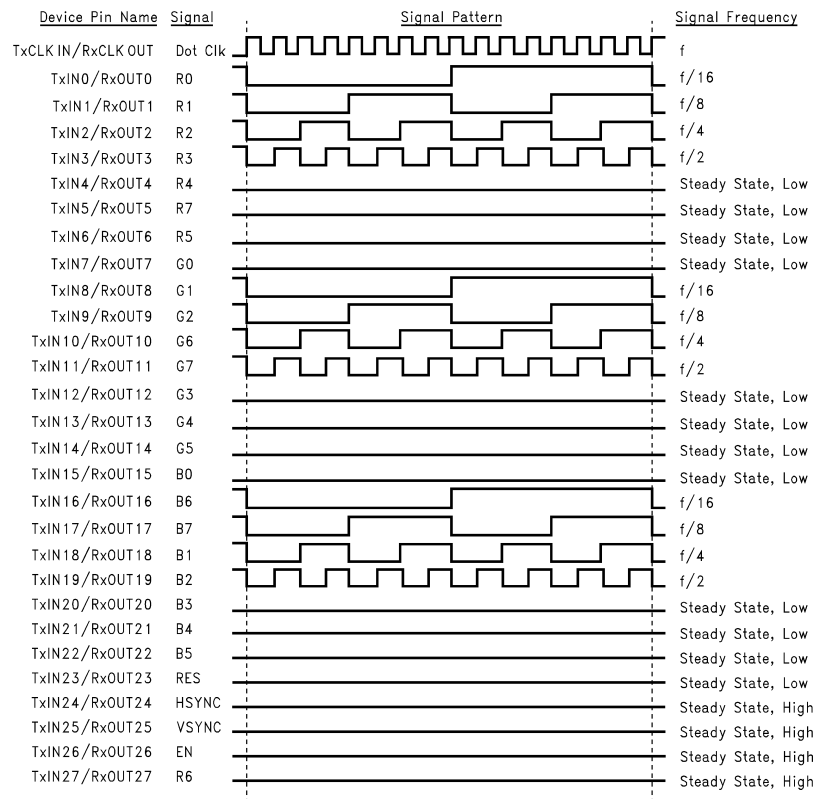 Device Pin Name Signal Signal Pattern Signal Frequency
TxCLK IN/RxCLK OUT Dot Clk f
TxIN0/RxOUT0 R0 f/16
TxIN1/RxOUT1 R1 f/8
TxIN2/RxOUT2 R2 f/4
TxIN3/RxOUT3 R3 f/2
TxIN4/RxOUT4 R4 Steady State, Low
TxIN5/RxOUT5 R7 Steady State, Low
TxIN6/RxOUT6 R5 Steady State, Low
TxIN7/RxOUT7 G0 Steady State, Low
TxIN8/RxOUT8 G1 f/16
TxIN9/RxOUT9 G2 f/8
TxIN10/RxOUT10 G6 f/4
TxIN11/RxOUT11 G7 f/2
TxIN12/RxOUT12 G3 Steady State, Low
TxIN13/RxOUT13 G4 Steady State, Low
TxIN14/RxOUT14 G5 Steady State, Low
TxIN15/RxOUT15 B0 Steady State, Low
TxIN16/RxOUT16 B6 f/16
TxIN17/RxOUT17 B7 f/8
TxIN18/RxOUT18 B1 f/4
TxIN19/RxOUT19 B2 f/2
TxIN20/RxOUT20 B3 Steady State, Low
TxIN21/RxOUT21 B4 Steady State, Low
TxIN22/RxOUT22 B5 Steady State, Low
TxIN23/RxOUT23 RES Steady State, Low
TxIN24/RxOUT24 HSYNC Steady State, High
TxIN25/RxOUT25 VSYNC Steady State, High
TxIN26/RxOUT26 EN Steady State, High
TxIN27/RxOUT27 R6 Steady State, High